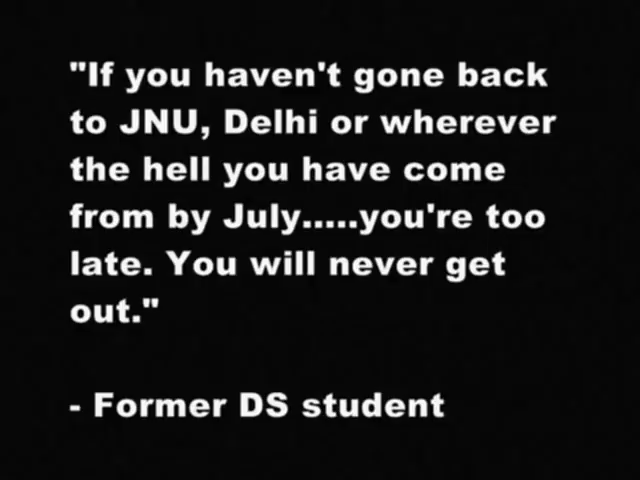 "If you haven't gone back
to JNU, Delhi or wherever
the hell you have come
from by July.....you're too
late. You will never get
out."
- Former DS student